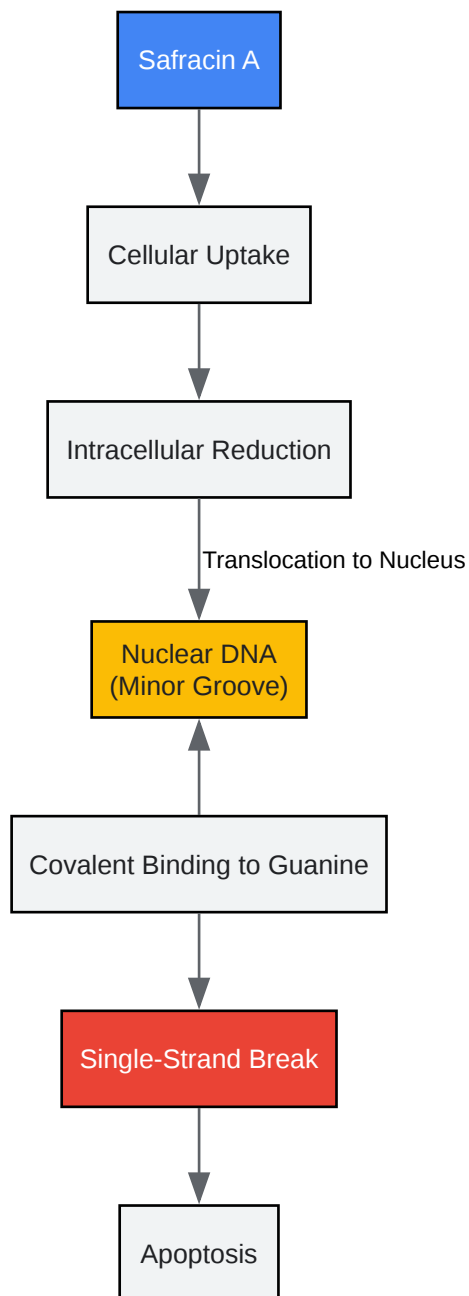 Safracin A
Cellular Uptake
Intracellular Reduction
Translocation to Nucleus
Nuclear DNA
(Minor Groove)
Covalent Binding to Guanine
Single-Strand Break
Apoptosis